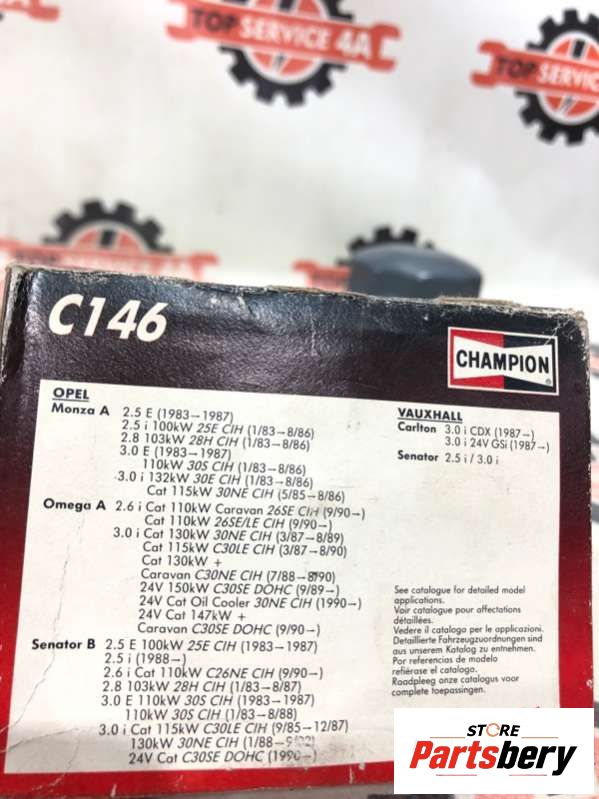 TOP SERVICE 4A
TOP SERVICE 4A
C146
CHAMPION
OPEL
Monza A 2.5 E (1983–1987)
2.5 i 100kW 25E CIH (1/83–8/86)
2.8 103kW 28H CIH (1/83–8/86)
3.0 E (1983–1987)
110kW 30S CIH (1/83–8/86)
3.0 i 132kW 30E CIH (1/83–8/86)
Cat 115kW 30NE CIH (5/85–8/86)
Omega A 2.6 i Cat 110kW Caravan 26SE CIH (9/90–)
Cat 110kW 26SE/LE CIH (9/90–)
3.0 i Cat 130kW 30NE CIH (3/87–8/89)
Cat 115kW C30LE CIH (3/87–8/90)
Cat 130kW +
Caravan C30NE CIH (7/88–8/90)
24V 150kW C30SE DOHC (9/89–)
24V Cat Oil Cooler 30NE CIH (1990–)
24V Cat 147kW +
Caravan C30SE DOHC (9/90–)
Senator B 2.5 E 100kW 25E CIH (1983–1987)
2.5 i (1988–)
2.6 i Cat 110kW C26NE CIH (9/90–)
2.8 103kW 28H CIH (1/83–8/87)
3.0 E 110kW 30S CIH (1983–1987)
110kW 30S CIH (1/83–8/88)
3.0 i Cat 115kW C30LE CIH (9/85–12/87)
130kW 30NE CIH (1/88–
24V Cat C30SE DOHC (1990–)
VAUXHALL
Carlton 3.0 i CDX (1987–)
3.0 i 24V GSi (1987–)
Senator 2.5 i / 3.0 i
See catalogue for detailed model
applications.
Voir catalogue pour affectations
détaillées.
Vedere il catalogo per le applicazioni.
Detaillierte Fahrzeugzuordnungen sind
aus unserem Katalog zu entnehmen.
Por referencias de modelo
refiérase el catalogo.
Raadpleeg onze catalogus voor
complete toepassingen.
STORE
Partsbery